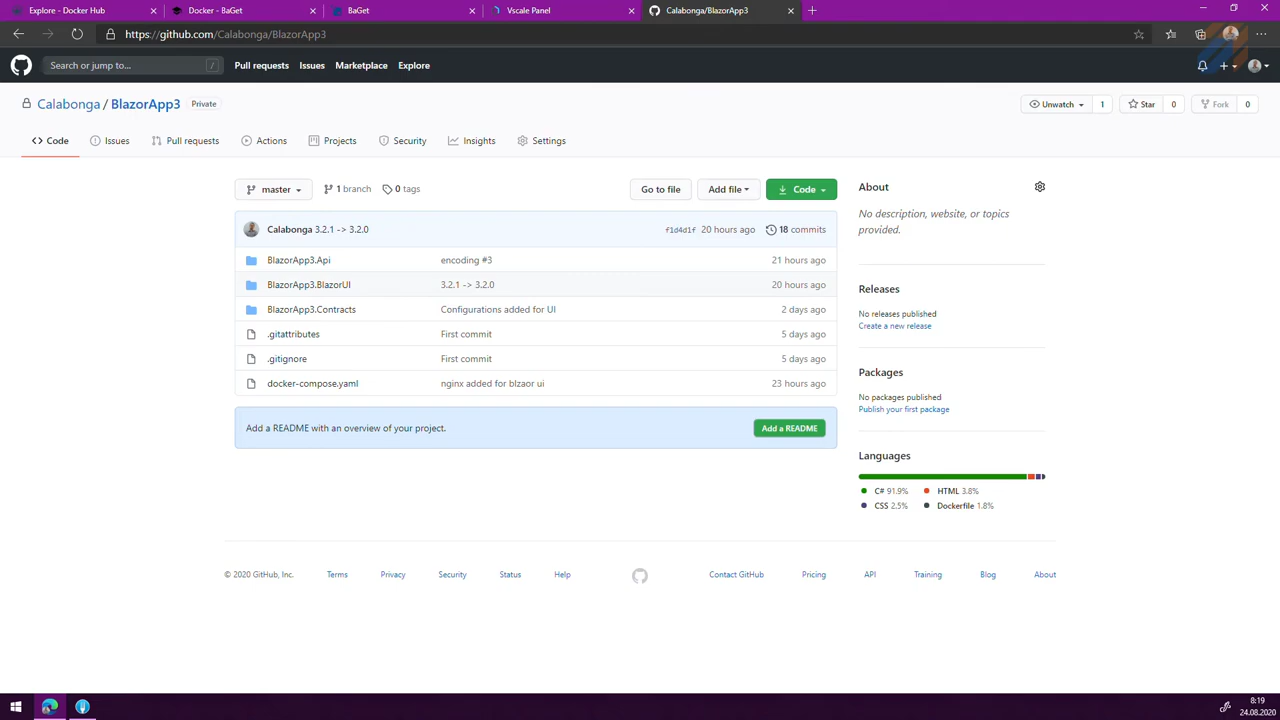 Explore - Docker Hub
Docker - BaGet
BaGet
Vscale Panel
Calabonga/BlazorApp3
https://github.com/Calabonga/BlazorApp3
Search or jump to...
/
Pull requests
Issues
Marketplace
Explore
Calabonga / BlazorApp3 Private
Unwatch 1
Star 0
Fork 0
Code
Issues
Pull requests
Actions
Projects
Security
Insights
Settings
master
1 branch
0 tags
Go to file
Add file
Code
Calabonga 3.2.1 -> 3.2.0 f1d4d1f 20 hours ago 18 commits
BlazorApp3.Api encoding #3 21 hours ago
BlazorApp3.BlazorUI 3.2.1 -> 3.2.0 20 hours ago
BlazorApp3.Contracts Configurations added for UI 2 days ago
.gitattributes First commit 5 days ago
.gitignore First commit 5 days ago
docker-compose.yaml nginx added for blzaor ui 23 hours ago
Add a README with an overview of your project. Add a README
About
No description, website, or topics
provided.
Releases
No releases published
Create a new release
Packages
No packages published
Publish your first package
Languages
C# 91.9% HTML 3.8%
CSS 2.5% Dockerfile 1.8%
© 2020 GitHub, Inc. Terms Privacy Security Status Help Contact GitHub Pricing API Training Blog About
8:19
24.08.2020